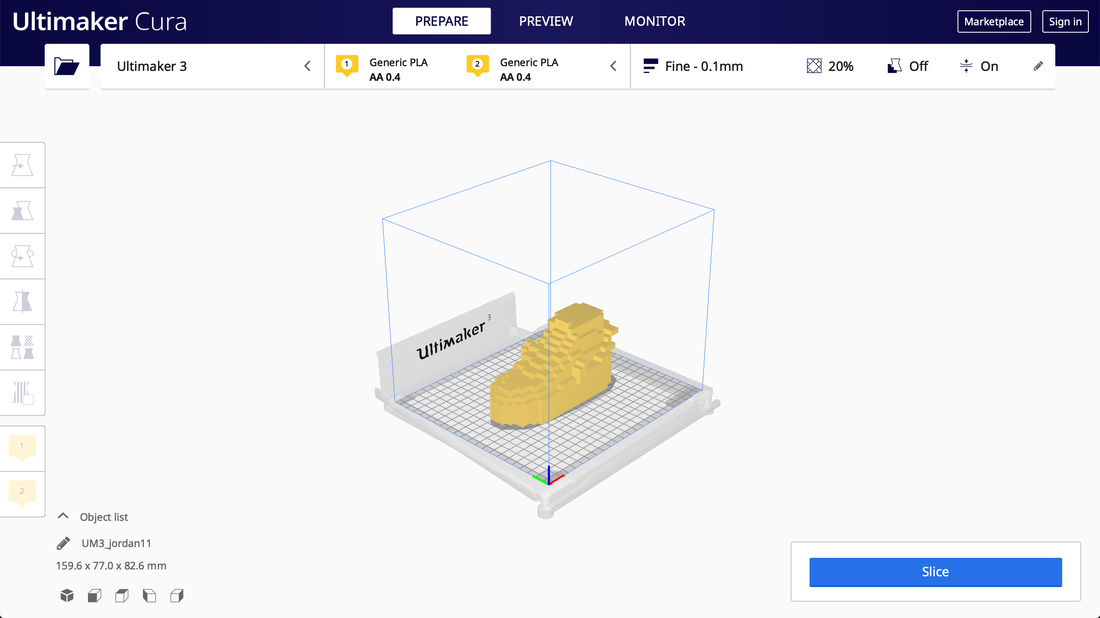 Ultimaker Cura
PREPARE
PREVIEW
MONITOR
Marketplace
Sign in
Ultimaker 3
1
Generic PLA
AA 0.4
2
Generic PLA
AA 0.4
Fine - 0.1mm
20%
Off
On
Ultimaker 3
1
2
Object list
UM3_jordan11
159.6 x 77.0 x 82.6 mm
Slice